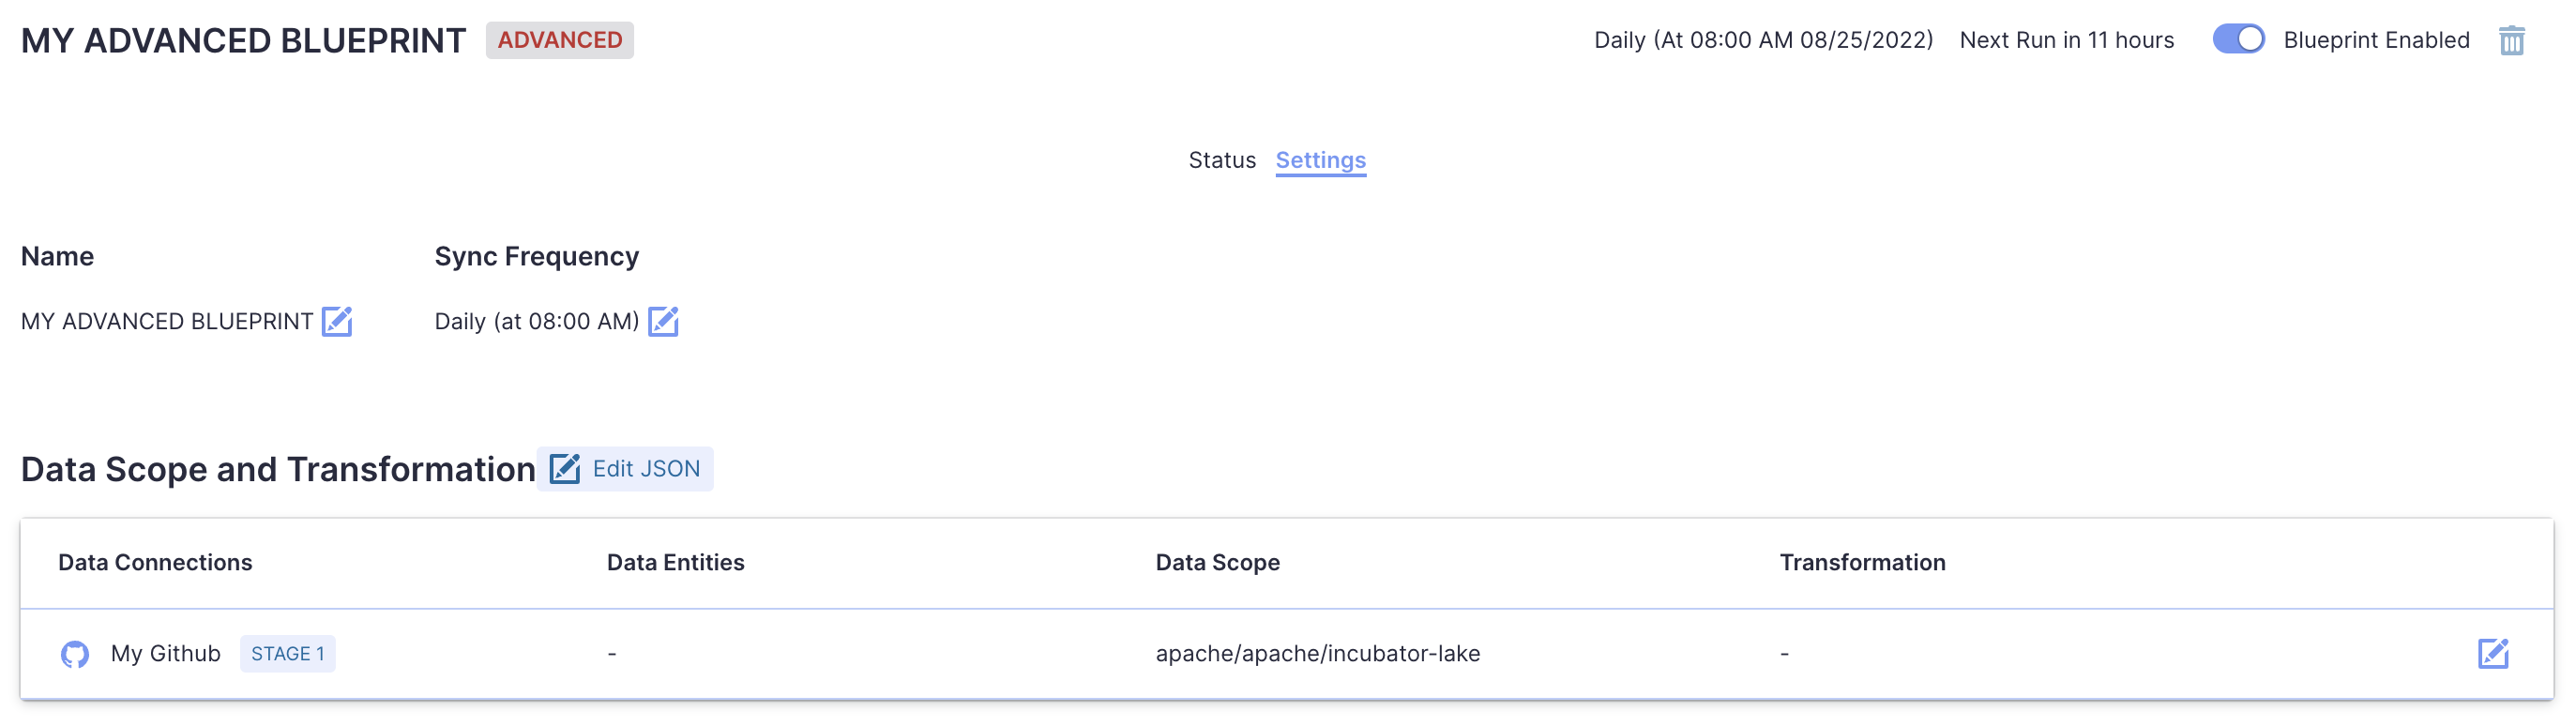 MY ADVANCED BLUEPRINT ADVANCED Daily (At 08:00 AM 08/25/2022) Next Run in 11 hours Blueprint Enabled
Status Settings
Name Sync Frequency
MY ADVANCED BLUEPRINT Daily (at 08:00 AM)
Data Scope and Transformation Edit JSON
Data Connections Data Entities Data Scope Transformation
My Github STAGE 1 - apache/apache/incubator-lake -